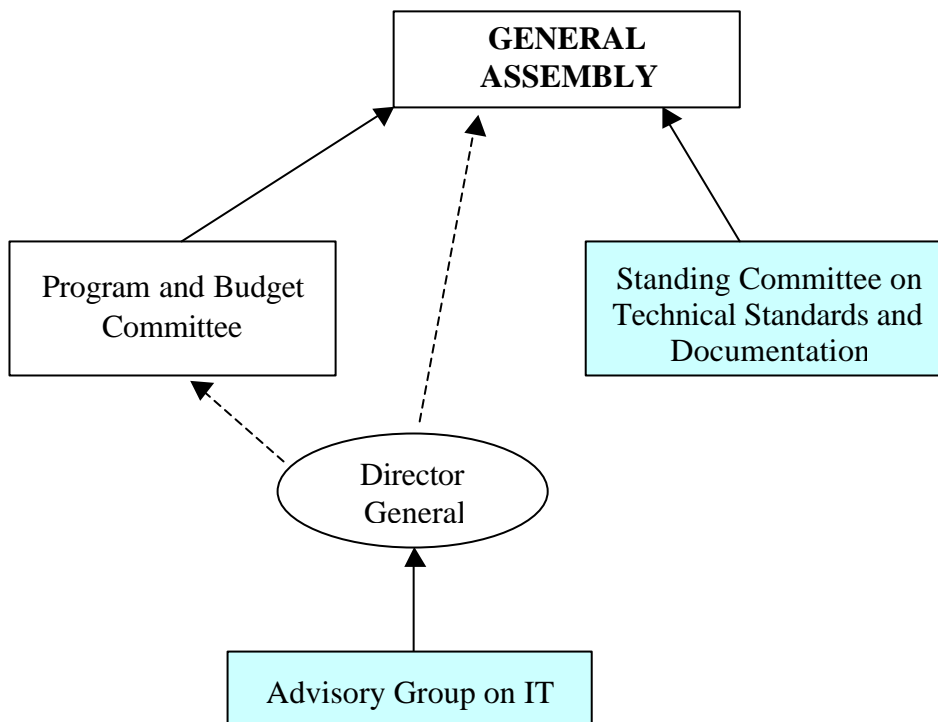 GENERAL
ASSEMBLY
Program and Budget
Committee
Standing Committee on
Technical Standards and
Documentation
Director
General
Advisory Group on IT